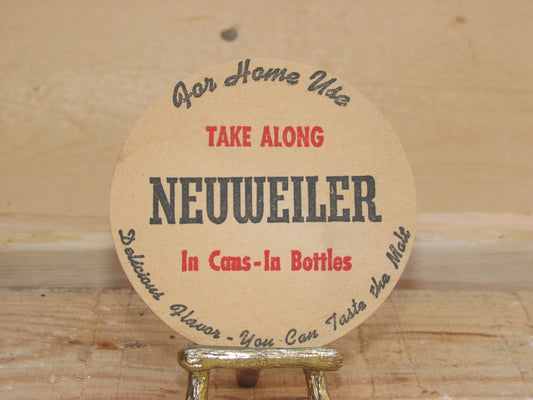 For Home Use
TAKE ALONG
NEUWEILER
In Cans-In Bottles
Delicious Flavor - You Can Taste the Malt